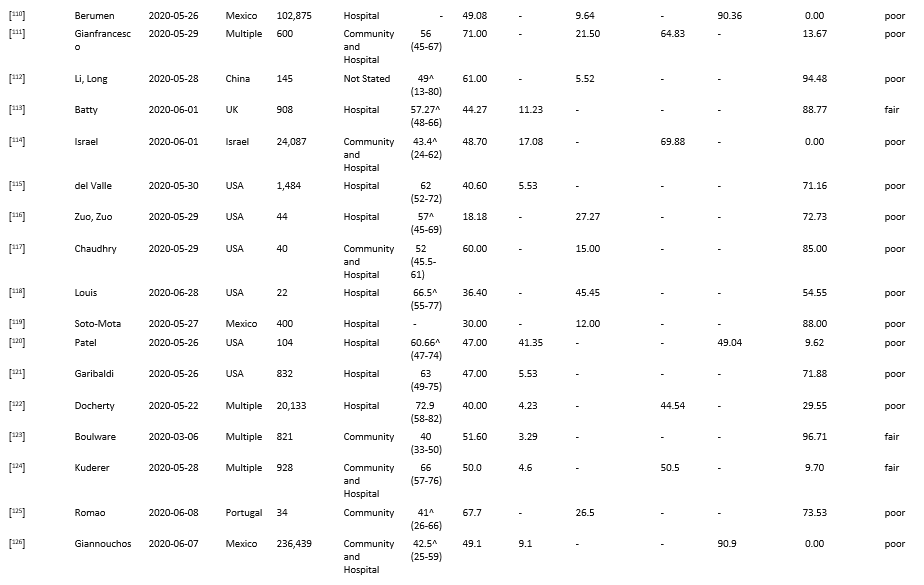 [110] Berumen 2020-05-26 Mexico 102,875 Hospital - 49.08 - 9.64 - 90.36 0.00 poor
[111] Gianfrancesc 2020-05-29 Multiple 600 Community 56 71.00 - 21.50 64.83 - 13.67 poor
o and (45-67)
Hospital
[112] Li, Long 2020-05-28 China 145 Not Stated 49^ 61.00 - 5.52 - - 94.48 poor
(13-80)
[113] Batty 2020-06-01 UK 908 Hospital 57.27^ 44.27 11.23 - - - 88.77 fair
(48-66)
[114] Israel 2020-06-01 Israel 24,087 Community 43.4^ 48.70 17.08 - 69.88 - 0.00 poor
and (24-62)
Hospital
[115] del Valle 2020-05-30 USA 1,484 Hospital 62 40.60 5.53 - - - 71.16 poor
(52-72)
[116] Zuo, Zuo 2020-05-29 USA 44 Hospital 57^ 18.18 - 27.27 - - 72.73 poor
(45-69)
[117] Chaudhry 2020-05-29 USA 40 Community 52 60.00 - 15.00 - - 85.00 poor
and (45.5-
Hospital 61)
[118] Louis 2020-06-28 USA 22 Hospital 66.5^ 36.40 - 45.45 - - 54.55 poor
(55-77)
[119] Soto-Mota 2020-05-27 Mexico 400 Hospital - 30.00 - 12.00 - - 88.00 poor
[120] Patel 2020-05-26 USA 104 Hospital 60.66^ 47.00 41.35 - - 49.04 9.62 poor
(47-74)
[121] Garibaldi 2020-05-26 USA 832 Hospital 63 47.00 5.53 - - - 71.88 poor
(49-75)
[122] Docherty 2020-05-22 Multiple 20,133 Hospital 72.9 40.00 4.23 - 44.54 - 29.55 poor
(58-82)
[123] Boulware 2020-03-06 Multiple 821 Community 40 51.60 3.29 - - - 96.71 fair
(33-50)
[124] Kuderer 2020-05-28 Multiple 928 Community 66 50.0 4.6 - 50.5 - 9.70 fair
and (57-76)
Hospital
[125] Romao 2020-06-08 Portugal 34 Community 41^ 67.7 - 26.5 - - 73.53 poor
(26-66)
[126] Giannouchos 2020-06-07 Mexico 236,439 Community 42.5^ 49.1 9.1 - - 90.9 0.00 poor
and (25-59)
Hospital